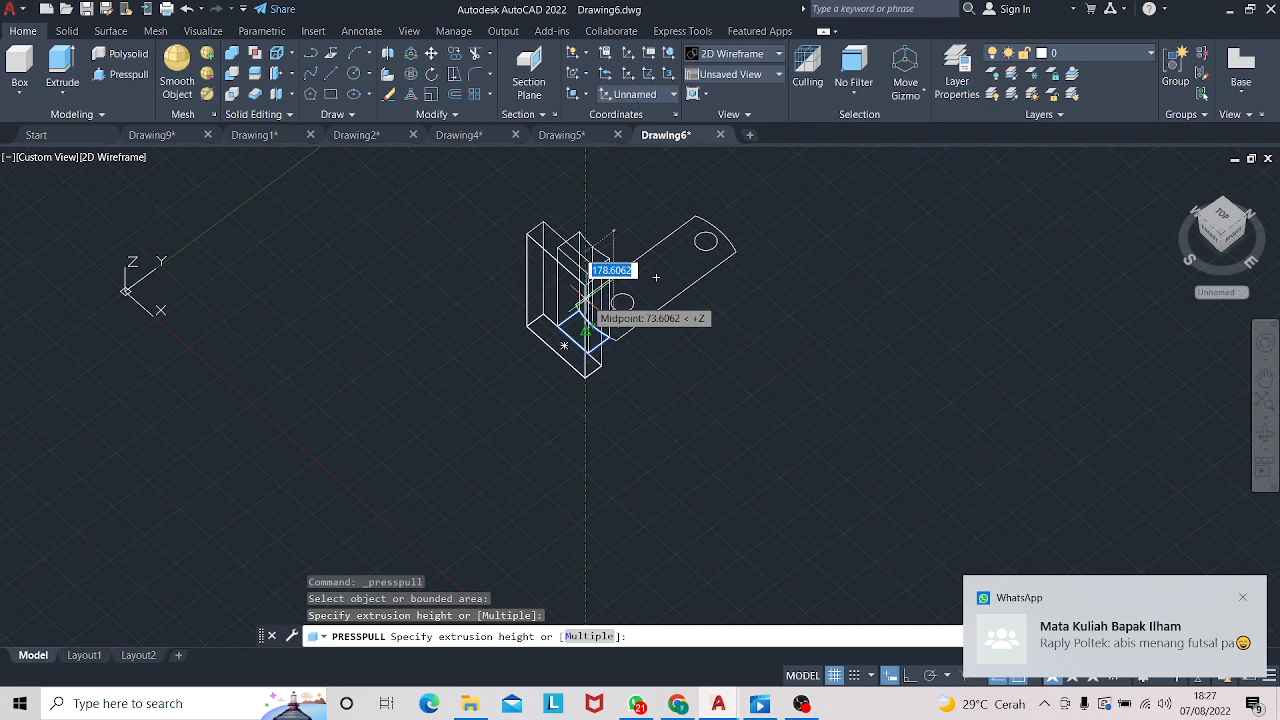 Share
Autodesk AutoCAD 2022 Drawing6.dwg
Type a keyword or phrase
Sign In
Home Solid Surface Mesh Visualize Parametric Insert Annotate View Manage Output Add-ins Collaborate Express Tools Featured Apps
Polysolid
2D Wireframe
0
Box
Extrude
Presspull
Smooth
Object
Section
Plane
Unsaved View
Culling
No Filter
Move
Gizmo
Layer
Properties
Group
Base
Unnamed
Modeling
Mesh
Solid Editing
Draw
Modify
Section
Coordinates
View
Selection
Layers
Groups
View
Start Drawing9* Drawing1* Drawing2* Drawing4* Drawing5* Drawing6*
[−][Custom View][2D Wireframe]
TOP
N
S
E
Unnamed
Z
Y
X
178.6062
Midpoint: 73.6062 < +Z
Command: _presspull
Select object or bounded area:
Specify extrusion height or [Multiple]:
PRESSPULL Specify extrusion height or [Multiple]:
WhatsApp
Mata Kuliah Bapak Ilham
Raply Poltek: abis menang futsal pa😄
Model Layout1 Layout2
MODEL
Type here to search
21
29°C Cerah
18:27
07/08/2022